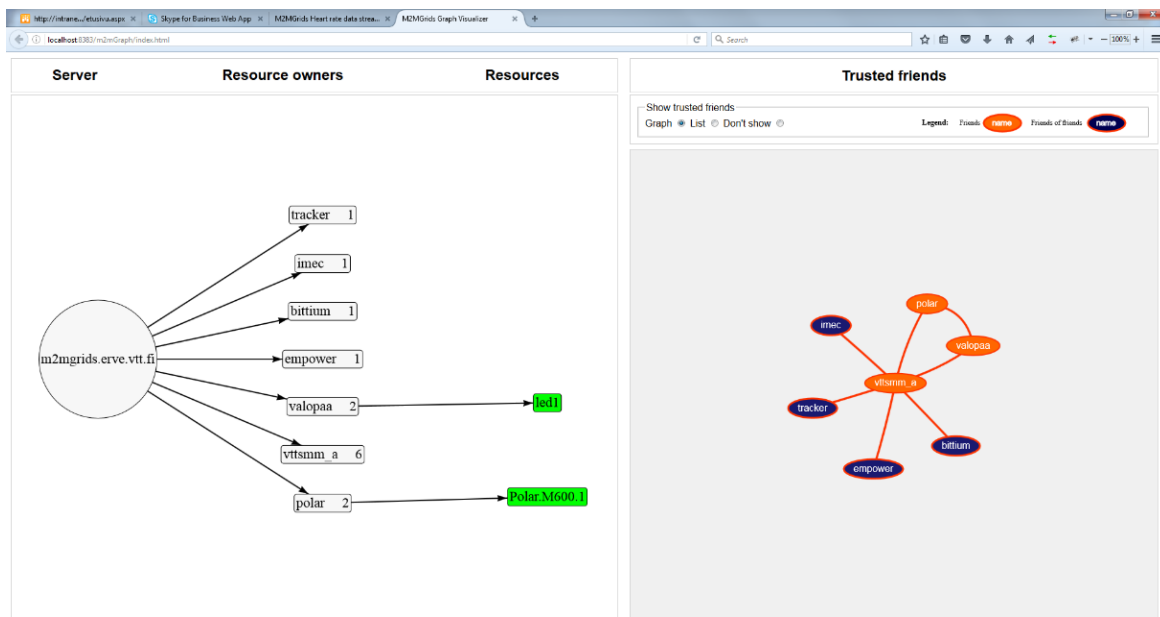 http://intrane.../etusivu.aspx
Skype for Business Web App
M2MGrids Heart rate data strea...
M2MGrids Graph Visualizer
localhost:8383/m2mGraph/index.html
Search
100%
Server Resource owners Resources
Trusted friends
Show trusted friends
Graph List Don't show
Legend: Friends name Friends of friends name
tracker 1
imec 1
bittium 1
m2mgrids.erve.vtt.fi
empower 1
valopaa 2
led1
vttsmm_a 6
polar 2
Polar.M600.1
polar
imec
valopaa
vttsmm_a
tracker
bittium
empower